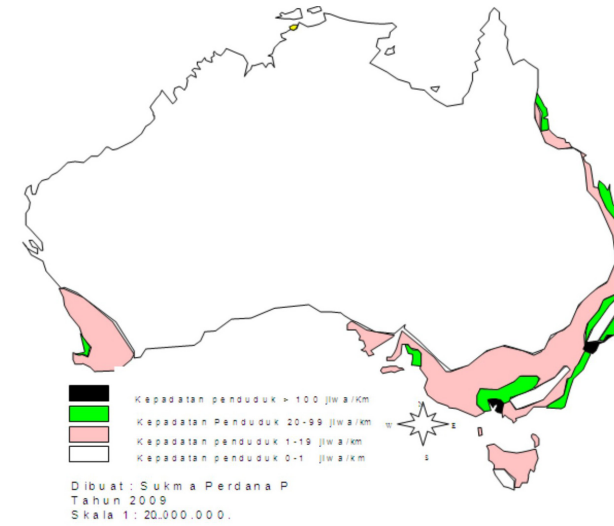 N
W
E
S
Kepadatan penduduk > 100 jiwa/Km
Kepadatan Penduduk 20-99 jiwa/km
Kepadatan penduduk 1-19 jiwa/km
Kepadatan penduduk 0-1 jiwa/km
Dibuat : Sukma Perdana P
Tahun 2009
Skala 1 : 20.000.000.